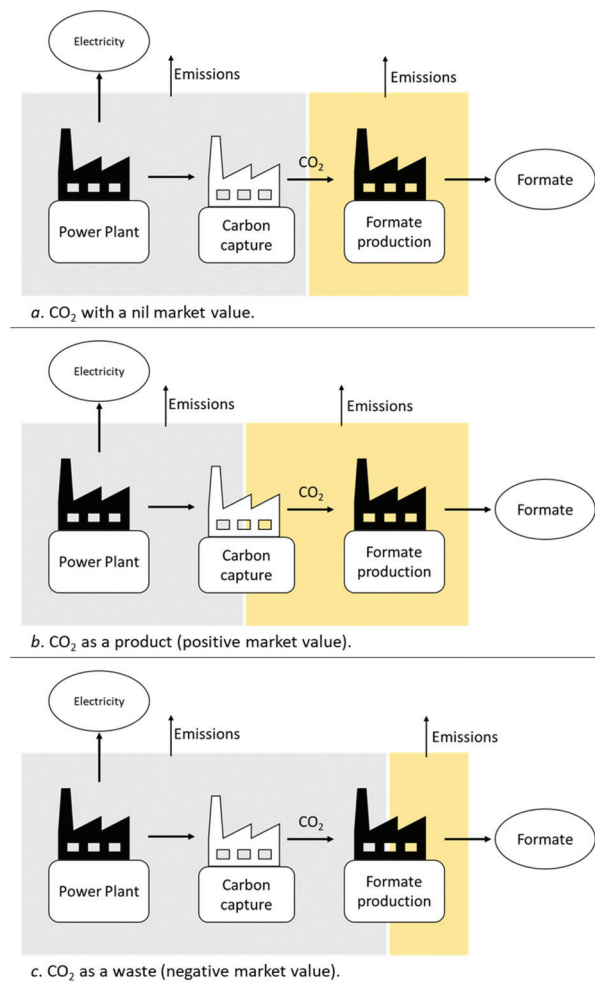 Electricity
Emissions
Emissions
CO₂
Formate
Power Plant
Carbon
capture
Formate
production
a. CO₂ with a nil market value.
Electricity
Emissions
Emissions
CO₂
Formate
Power Plant
Carbon
capture
Formate
production
b. CO₂ as a product (positive market value).
Electricity
Emissions
Emissions
CO₂
Formate
Power Plant
Carbon
capture
Formate
production
c. CO₂ as a waste (negative market value).